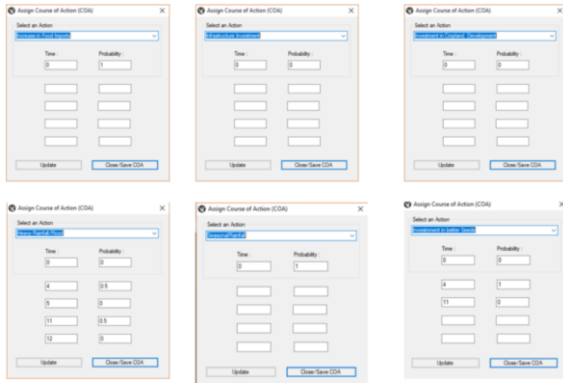 Assign Course of Action (COA)
Select an Action
Increase in Food Imports
Time : Probability :
0 1
Update Close/Save COA
Assign Course of Action (COA)
Select an Action
Infrastructure Investment
Time : Probability :
0 0
Update Close/Save COA
Assign Course of Action (COA)
Select an Action
Investment in Cropland Development
Time : Probability :
0 0
Update Close/Save COA
Assign Course of Action (COA)
Select an Action
Heavy Rainfall/Flood
Time : Probability :
0 0
4 0.5
5 0
11 0.5
12 0
Update Close/Save COA
Assign Course of Action (COA)
Select an Action
Seasonal Rainfall
Time : Probability :
0 1
Update Close/Save COA
Assign Course of Action (COA)
Select an Action
Investment in better Seeds
Time : Probability :
0 0
4 1
11 0
Update Close/Save COA